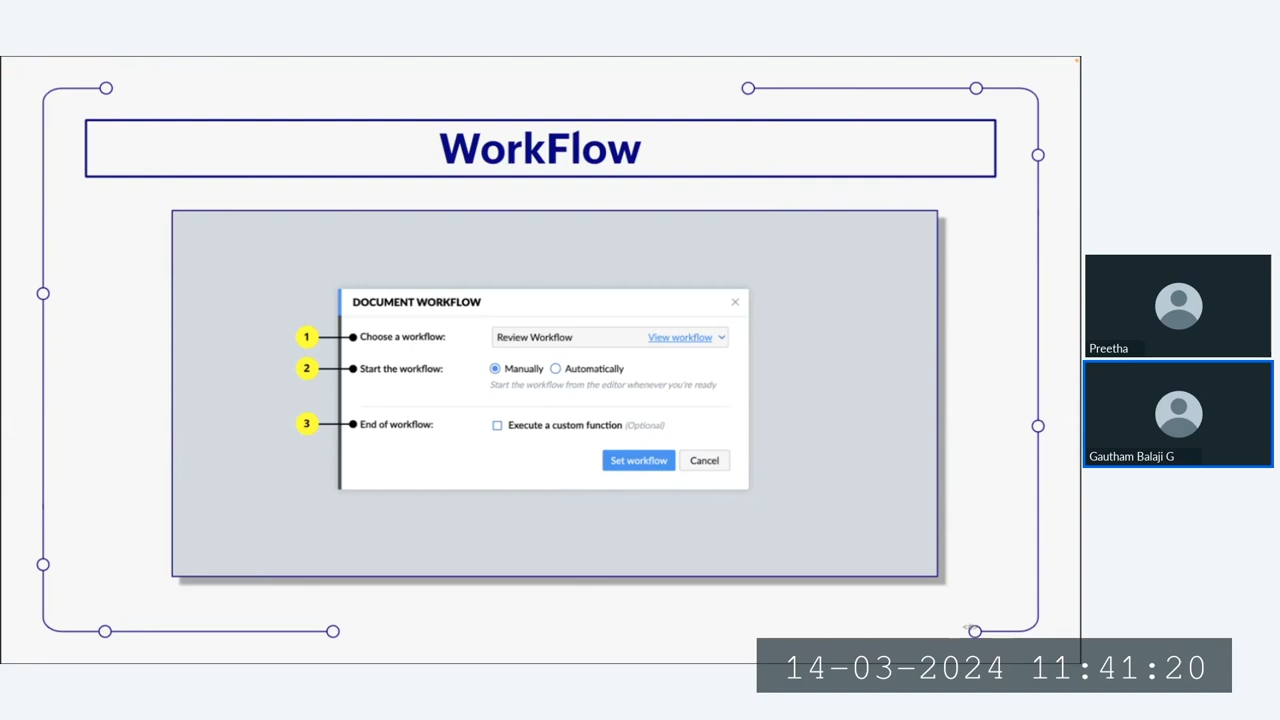 WorkFlow
DOCUMENT WORKFLOW
1 Choose a workflow: Review Workflow View workflow
2 Start the workflow: Manually Automatically
Start the workflow from the editor whenever you're ready
3 End of workflow: Execute a custom function (Optional)
Set workflow Cancel
Preetha
Gautham Balaji G
14-03-2024 11:41:20